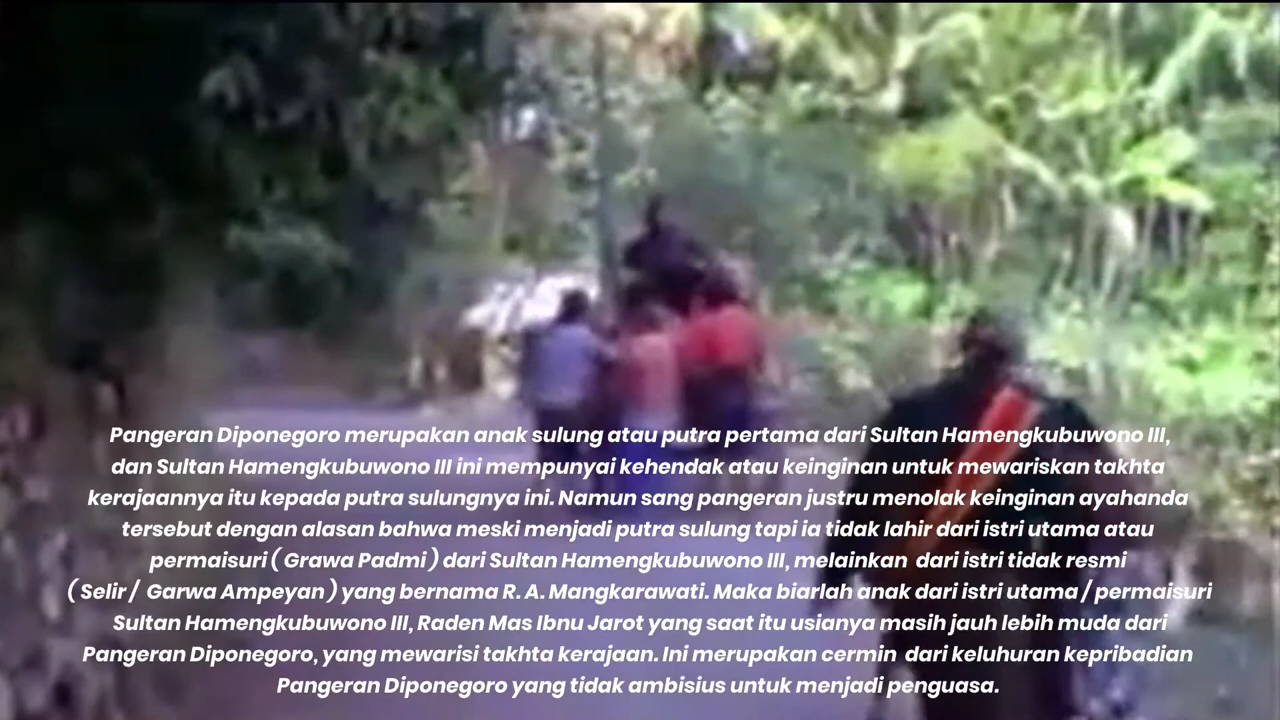 Pangeran Diponegoro merupakan anak sulung atau putra pertama dari Sultan Hamengkubuwono III,
dan Sultan Hamengkubuwono III ini mempunyai kehendak atau keinginan untuk mewariskan takhta
kerajaannya itu kepada putra sulungnya ini. Namun sang pangeran justru menolak keinginan ayahanda
tersebut dengan alasan bahwa meski menjadi putra sulung tapi ia tidak lahir dari istri utama atau
permaisuri ( Grawa Padmi ) dari Sultan Hamengkubuwono III, melainkan dari istri tidak resmi
( Selir / Garwa Ampeyan ) yang bernama R. A. Mangkarawati. Maka biarlah anak dari istri utama / permaisuri
Sultan Hamengkubuwono III, Raden Mas Ibnu Jarot yang saat itu usianya masih jauh lebih muda dari
Pangeran Diponegoro, yang mewarisi takhta kerajaan. Ini merupakan cermin dari keluhuran kepribadian
Pangeran Diponegoro yang tidak ambisius untuk menjadi penguasa.